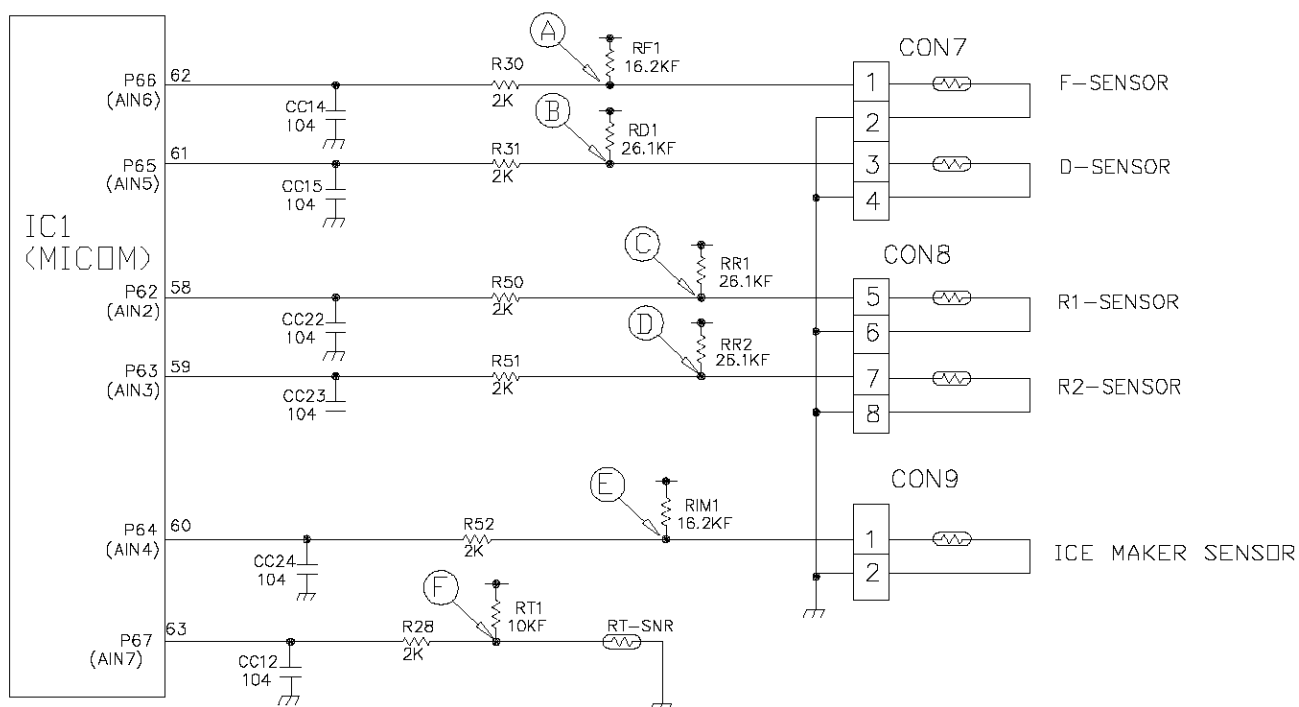 IC1
(MICOM)
P66
(AIN6)
62
CC14
104
R30
2K
A
RF1
16.2KF
CON7
1
2
3
4
F-SENSOR
P65
(AIN5)
61
CC15
104
R31
2K
B
RD1
26.1KF
D-SENSOR
P62
(AIN2)
58
CC22
104
R50
2K
C
RR1
26.1KF
CON8
5
6
7
8
R1-SENSOR
P63
(AIN3)
59
CC23
104
R51
2K
D
RR2
26.1KF
R2-SENSOR
P64
(AIN4)
60
CC24
104
R52
2K
E
RIM1
16.2KF
CON9
1
2
ICE MAKER SENSOR
P67
(AIN7)
63
CC12
104
R28
2K
F
RT1
10KF
RT-SNR